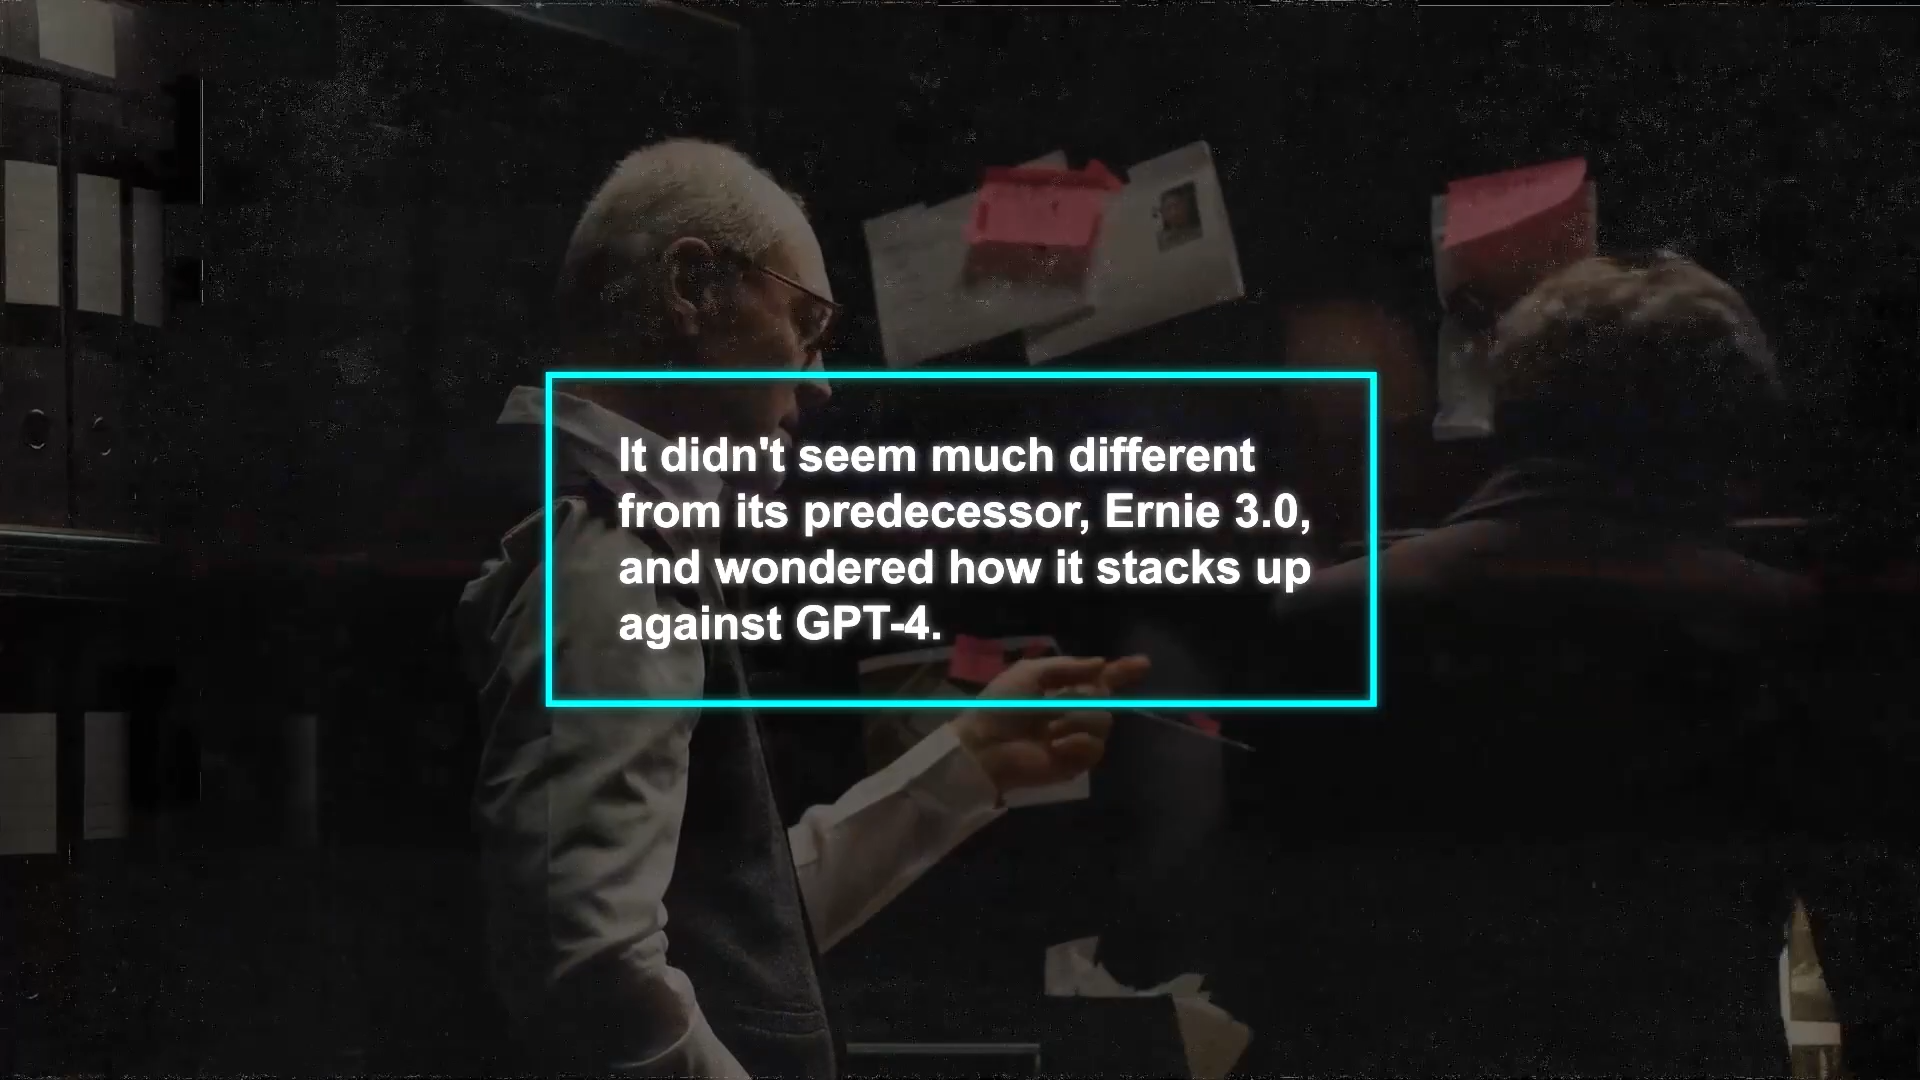 It didn't seem much different
from its predecessor, Ernie 3.0,
and wondered how it stacks up
against GPT-4.